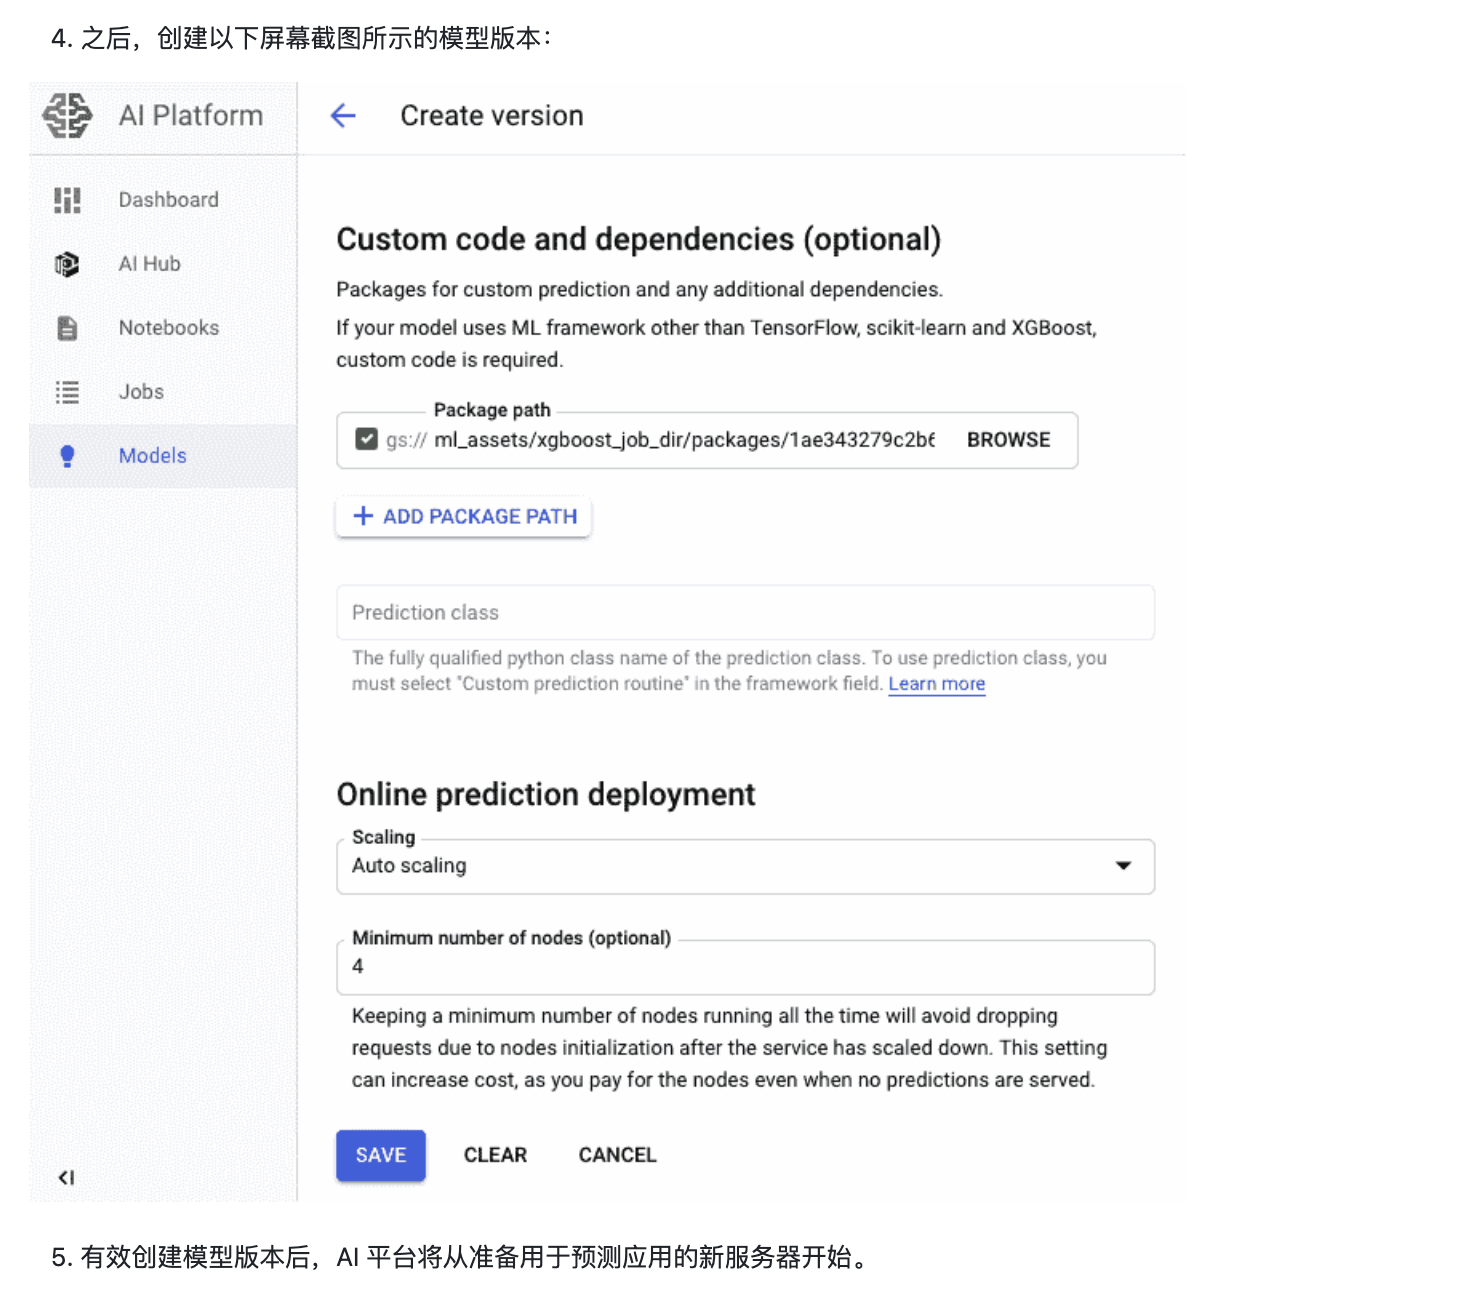 4. 之后，创建以下屏幕截图所示的模型版本：
AI Platform
Create version
Dashboard
AI Hub
Notebooks
Jobs
Models
Custom code and dependencies (optional)
Packages for custom prediction and any additional dependencies.
If your model uses ML framework other than TensorFlow, scikit-learn and XGBoost,
custom code is required.
Package path
gs:// ml_assets/xgboost_job_dir/packages/1ae343279c2b6
BROWSE
+ ADD PACKAGE PATH
Prediction class
The fully qualified python class name of the prediction class. To use prediction class, you
must select "Custom prediction routine" in the framework field. Learn more
Online prediction deployment
Scaling
Auto scaling
Minimum number of nodes (optional)
4
Keeping a minimum number of nodes running all the time will avoid dropping
requests due to nodes initialization after the service has scaled down. This setting
can increase cost, as you pay for the nodes even when no predictions are served.
SAVE
CLEAR
CANCEL
5. 有效创建模型版本后，AI 平台将从准备用于预测应用的新服务器开始。